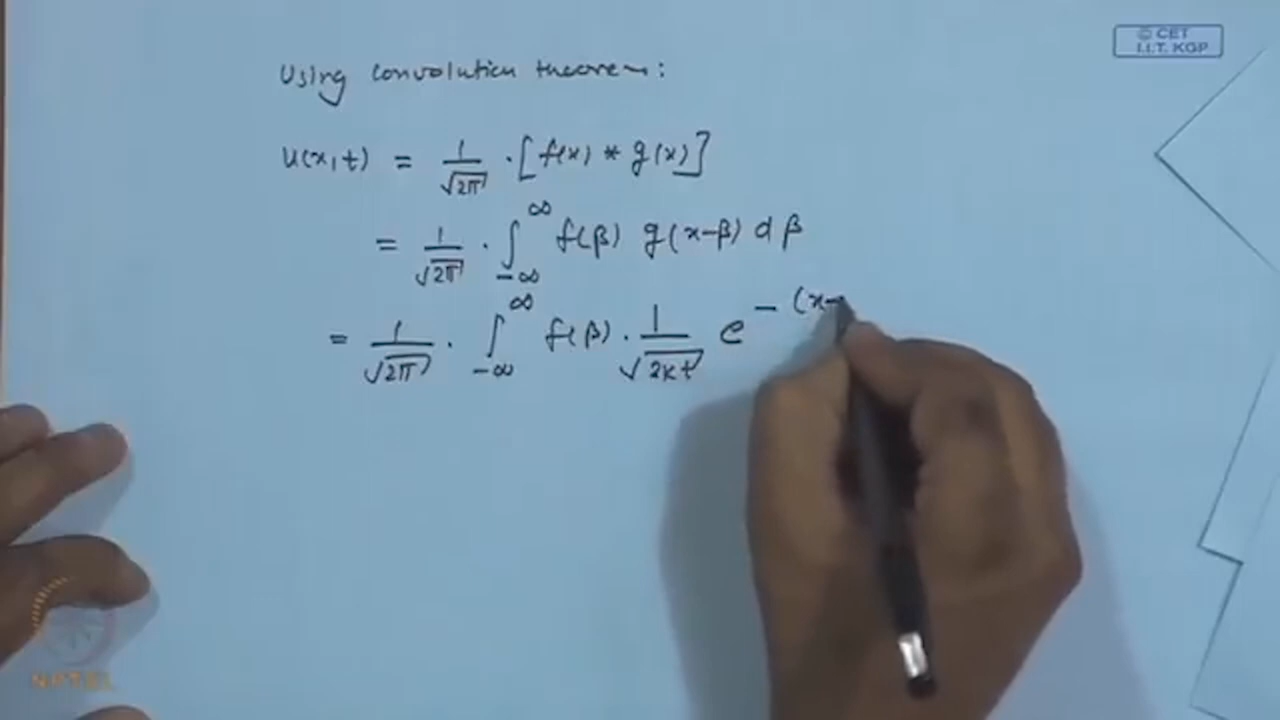 © CET
I.I.T. KGP
Using convolution theorem:
u(x,t) = 1/√2π · [f(x) * g(x)]
= 1/√2π · ∫_{-∞}^{∞} f(β) g(x-β) dβ
= 1/√2π · ∫_{-∞}^{∞} f(β) · 1/√2kt e^{-(x-
NPTEL